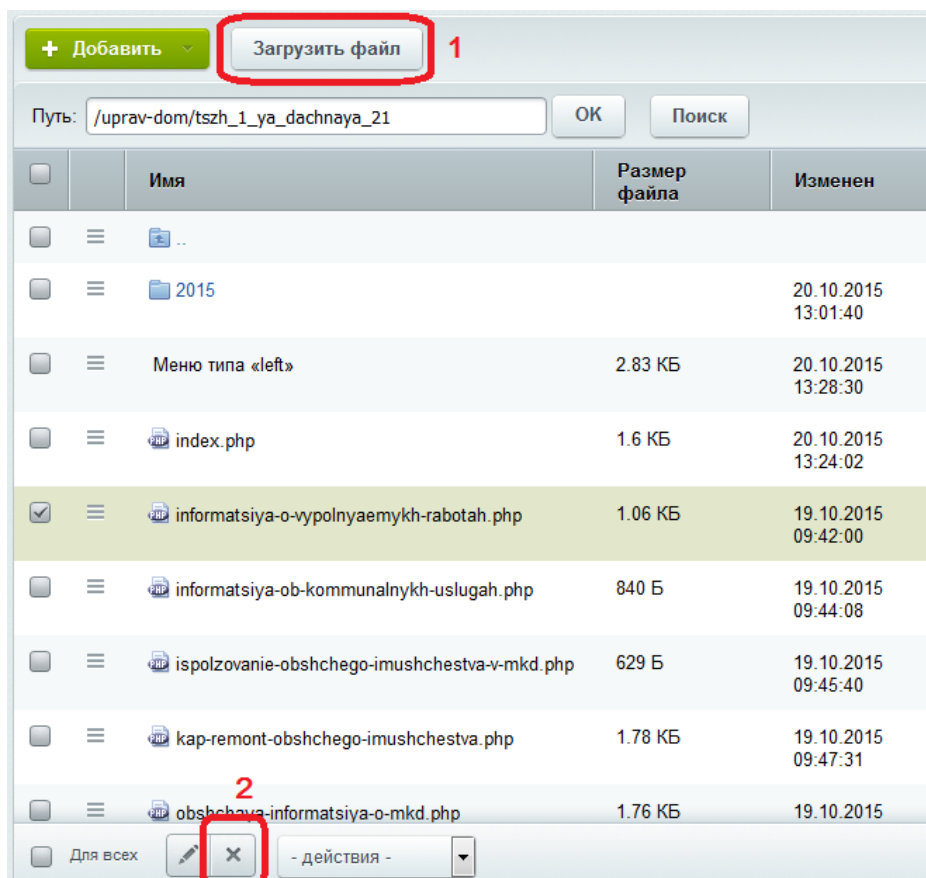 + Добавить
Загрузить файл
1
Путь: /uprav-dom/tszh_1_ya_dachnaya_21
OK
Поиск
Имя
Размер
файла
Изменен
..
2015
20.10.2015
13:01:40
Меню типа «left»
2.83 КБ
20.10.2015
13:28:30
index.php
1.6 КБ
20.10.2015
13:24:02
informatsiya-o-vypolnyaemykh-rabotah.php
1.06 КБ
19.10.2015
09:42:00
informatsiya-ob-kommunalnykh-uslugah.php
840 Б
19.10.2015
09:44:08
ispolzovanie-obshchego-imushchestva-v-mkd.php
629 Б
19.10.2015
09:45:40
kap-remont-obshchego-imushchestva.php
1.78 КБ
19.10.2015
09:47:31
2
obshchaya-informatsiya-o-mkd.php
1.76 КБ
19.10.2015
Для всех
- действия -